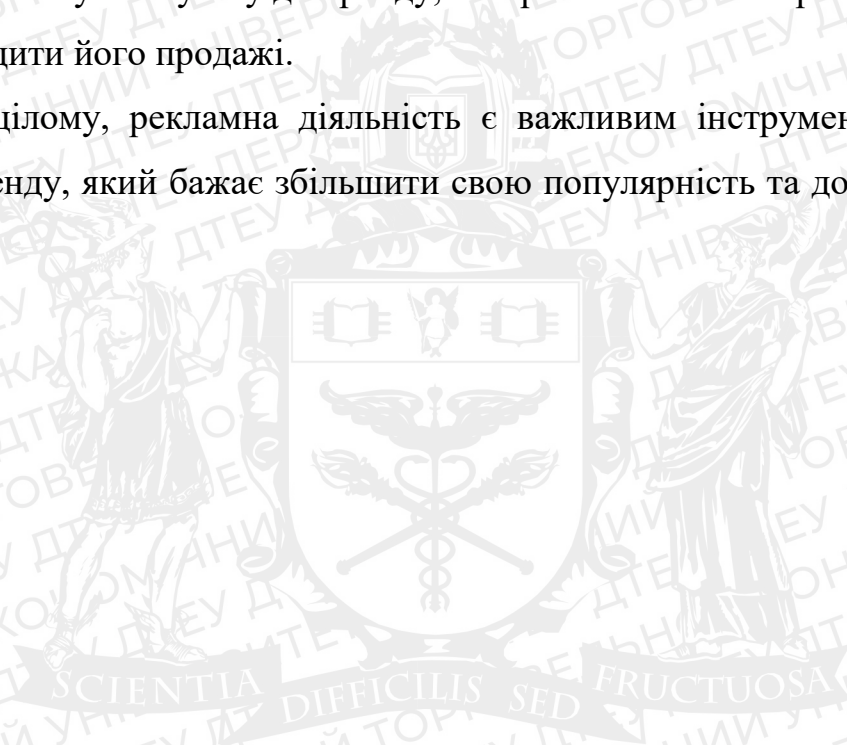 цити його продажі.
цілому, рекламна діяльність є важливим інструмен
енду, який бажає збільшити свою популярність та до
SCIENTIA DIFFICILIS SED FRUCTUOSA